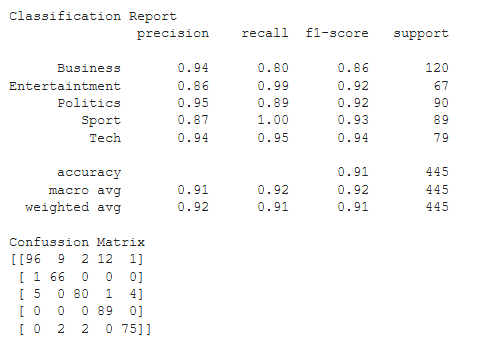 Classification Report
precision recall f1-score support
Business 0.94 0.80 0.86 120
Entertaintment 0.86 0.99 0.92 67
Politics 0.95 0.89 0.92 90
Sport 0.87 1.00 0.93 89
Tech 0.94 0.95 0.94 79
accuracy 0.91 445
macro avg 0.91 0.92 0.92 445
weighted avg 0.92 0.91 0.91 445
Confussion Matrix
[[96 9 2 12 1]
[ 1 66 0 0 0]
[ 5 0 80 1 4]
[ 0 0 0 89 0]
[ 0 2 2 0 75]]